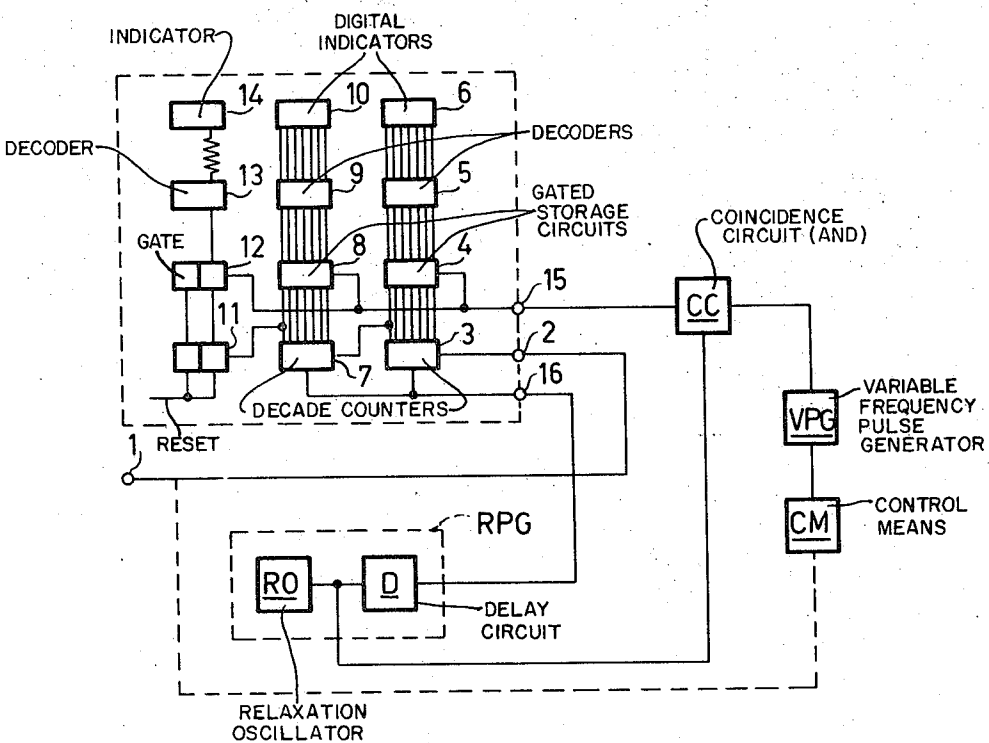 DIGITAL
INDICATORS
INDICATOR
14
10
6
DECODER
DECODERS
13
9
5
GATED
STORAGE
CIRCUITS
GATE
12
8
4
COINCIDENCE
CIRCUIT (AND)
15
CC
11
3
2
7
16
DECADE COUNTERS
RESET
1
VPG
VARIABLE
FREQUENCY
PULSE
GENERATOR
CM
CONTROL
MEANS
RPG
RO
D
DELAY
CIRCUIT
RELAXATION
OSCILLATOR